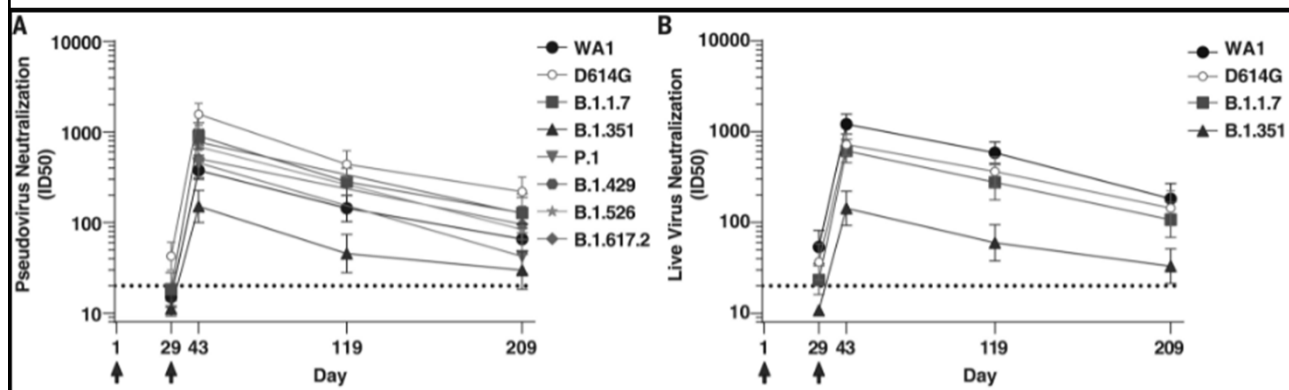 A
Pseudovirus Neutralization
(ID50)
10000
1000
100
10
1
29
43
119
209
Day
WA1
D614G
B.1.1.7
B.1.351
P.1
B.1.429
B.1.526
B.1.617.2
B
Live Virus Neutralization
(ID50)
10000
1000
100
10
1
29
43
119
209
Day
WA1
D614G
B.1.1.7
B.1.351